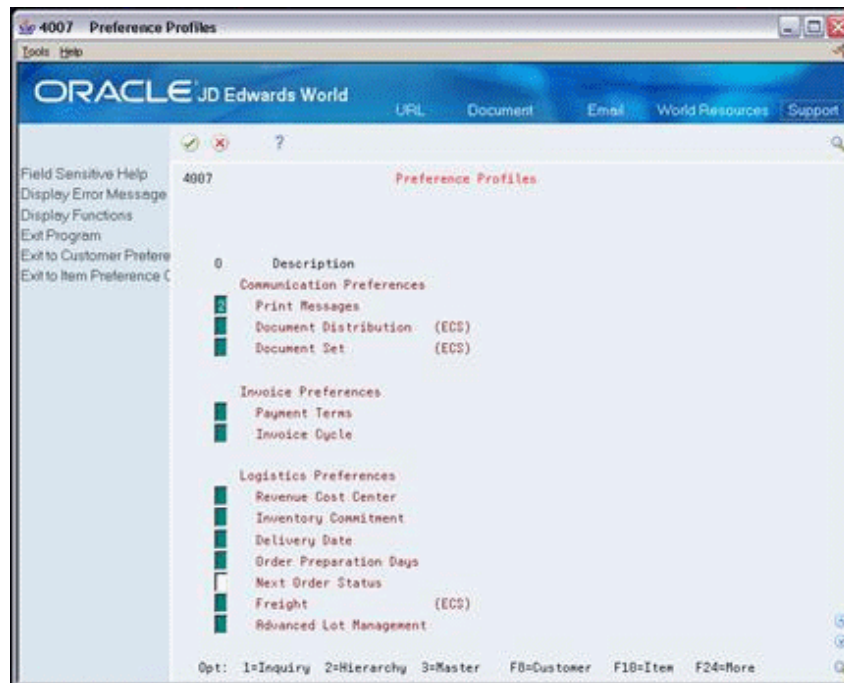 4007 Preference Profiles
Tools Help
ORACLE JD Edwards World
URL Document Email World Resources Support
?
Field Sensitive Help
Display Error Message
Display Functions
Exit Program
Exit to Customer Prefere
Exit to Item Preference C
4007 Preference Profiles
O Description
Communication Preferences
2 Print Messages
Document Distribution (ECS)
Document Set (ECS)
Invoice Preferences
Payment Terms
Invoice Cycle
Logistics Preferences
Revenue Cost Center
Inventory Commitment
Delivery Date
Order Preparation Days
Next Order Status
Freight (ECS)
Advanced Lot Management
Opt: 1=Inquiry 2=Hierarchy 3=Master F8=Customer F10=Item F24=More